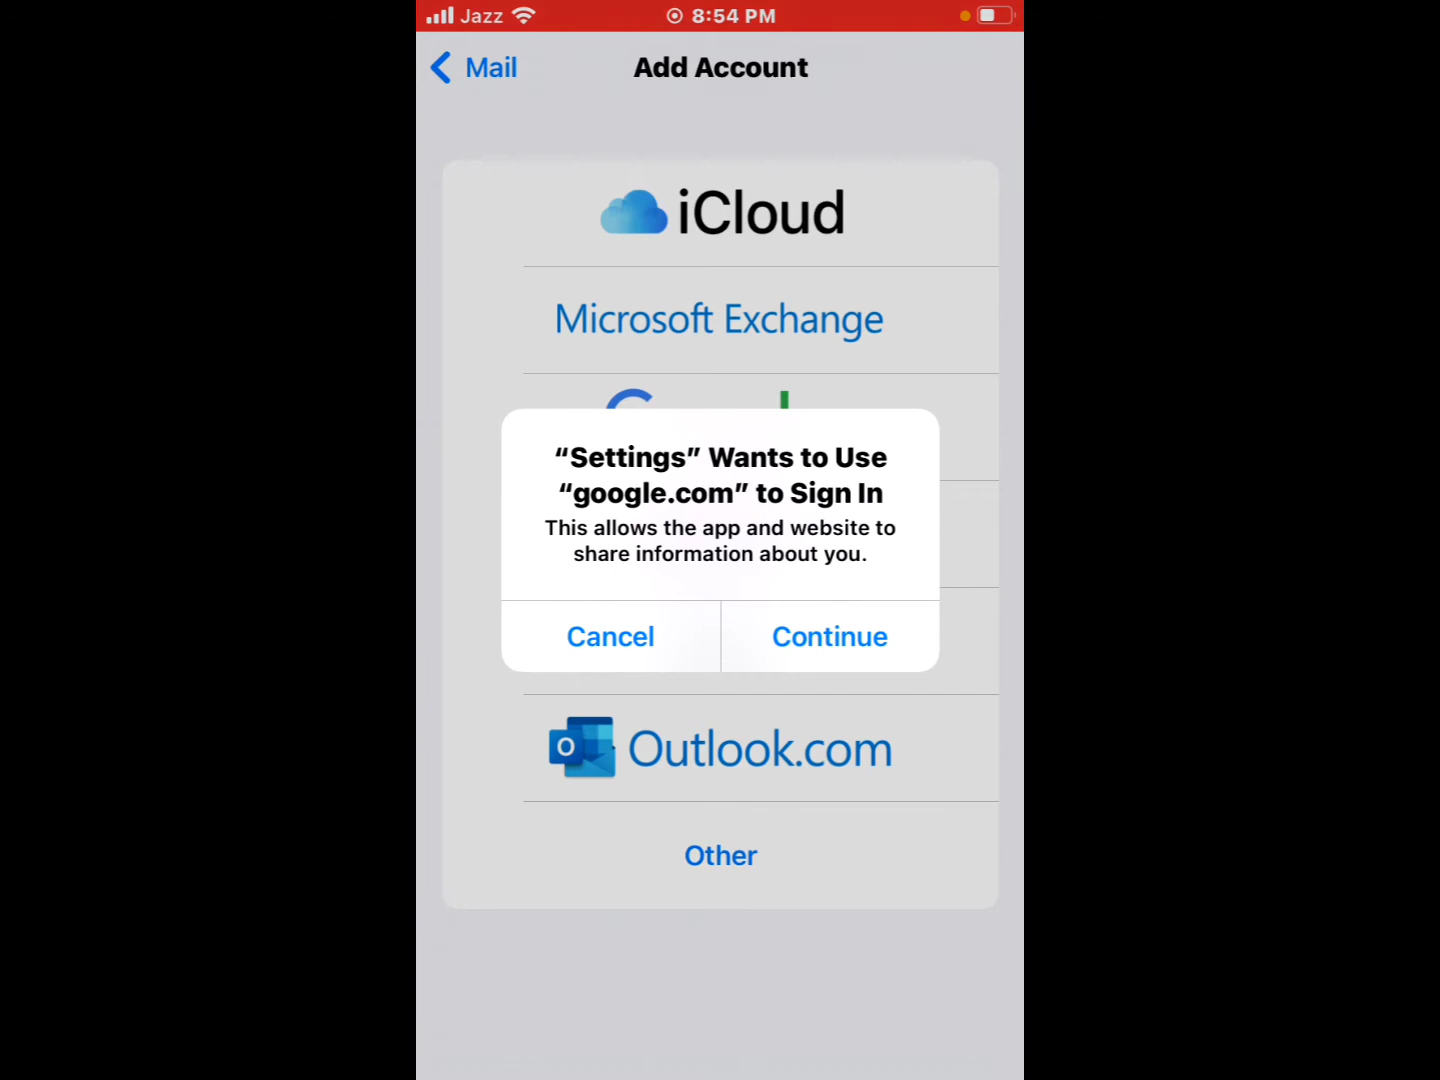 Jazz 8:54 PM
Mail Add Account
iCloud
Microsoft Exchange
“Settings” Wants to Use
“google.com” to Sign In
This allows the app and website to
share information about you.
Cancel Continue
Outlook.com
Other